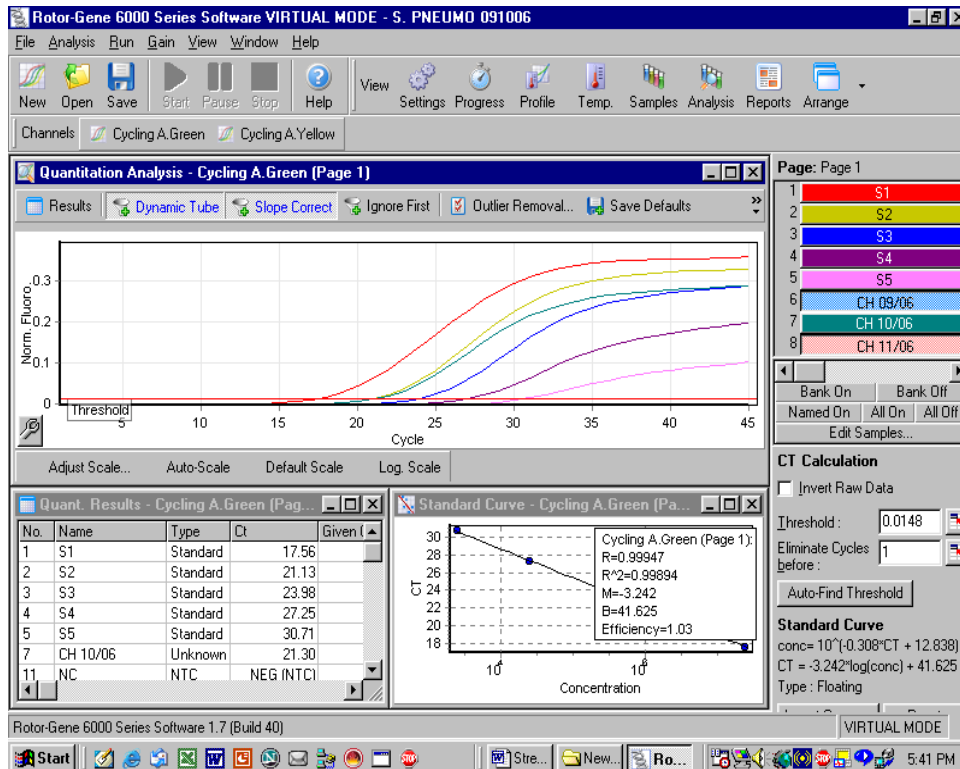 Rotor-Gene 6000 Series Software VIRTUAL MODE - S. PNEUMO 091006
File Analysis Run Gain View Window Help
New Open Save Start Pause Stop Help View Settings Progress Profile Temp. Samples Analysis Reports Arrange
Channels Cycling A.Green Cycling A.Yellow
Quantitation Analysis - Cycling A.Green (Page 1)
Results Dynamic Tube Slope Correct Ignore First Outlier Removal... Save Defaults
Norm. Fluoro.
0.3
0.2
0.1
0
Threshold
5 10 15 20 25 30 35 40 45
Cycle
Adjust Scale... Auto-Scale Default Scale Log. Scale
Quant. Results - Cycling A.Green (Pag...
No. Name Type Ct Given (
1 S1 Standard 17.56
2 S2 Standard 21.13
3 S3 Standard 23.98
4 S4 Standard 27.25
5 S5 Standard 30.71
7 CH 10/06 Unknown 21.30
11 NC NTC NEG (NTC)
Standard Curve - Cycling A.Green (Pa...
CT
30
28
26
24
22
20
18
Cycling A.Green (Page 1):
R=0.99947
R^2=0.99894
M=-3.242
B=41.625
Efficiency=1.03
Concentration
Page: Page 1
1 S1
2 S2
3 S3
4 S4
5 S5
6 CH 09/06
7 CH 10/06
8 CH 11/06
Bank On Bank Off
Named On All On All Off
Edit Samples...
CT Calculation
Invert Raw Data
Threshold : 0.0148
Eliminate Cycles before : 1
Auto-Find Threshold
Standard Curve
conc= 10^(-0.308*CT + 12.838)
CT = -3.242*log(conc) + 41.625
Type : Floating
Rotor-Gene 6000 Series Software 1.7 (Build 40) VIRTUAL MODE
Start Stre... New... Ro... 5:41 PM